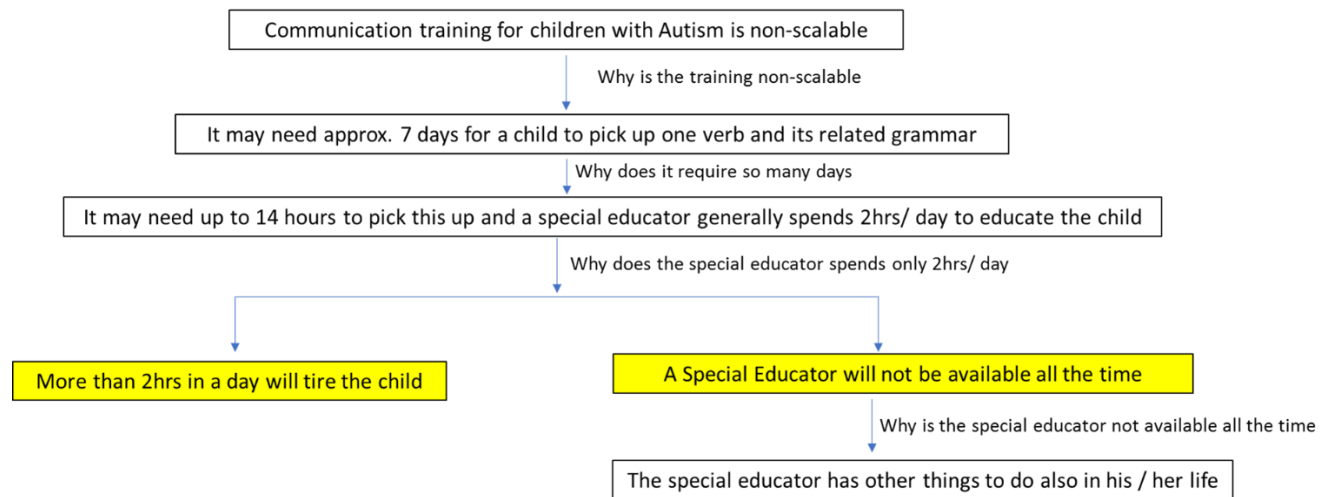 Communication training for children with Autism is non-scalable
Why is the training non-scalable
It may need approx. 7 days for a child to pick up one verb and its related grammar
Why does it require so many days
It may need up to 14 hours to pick this up and a special educator generally spends 2hrs/ day to educate the child
Why does the special educator spends only 2hrs/ day
More than 2hrs in a day will tire the child
A Special Educator will not be available all the time
Why is the special educator not available all the time
The special educator has other things to do also in his / her life